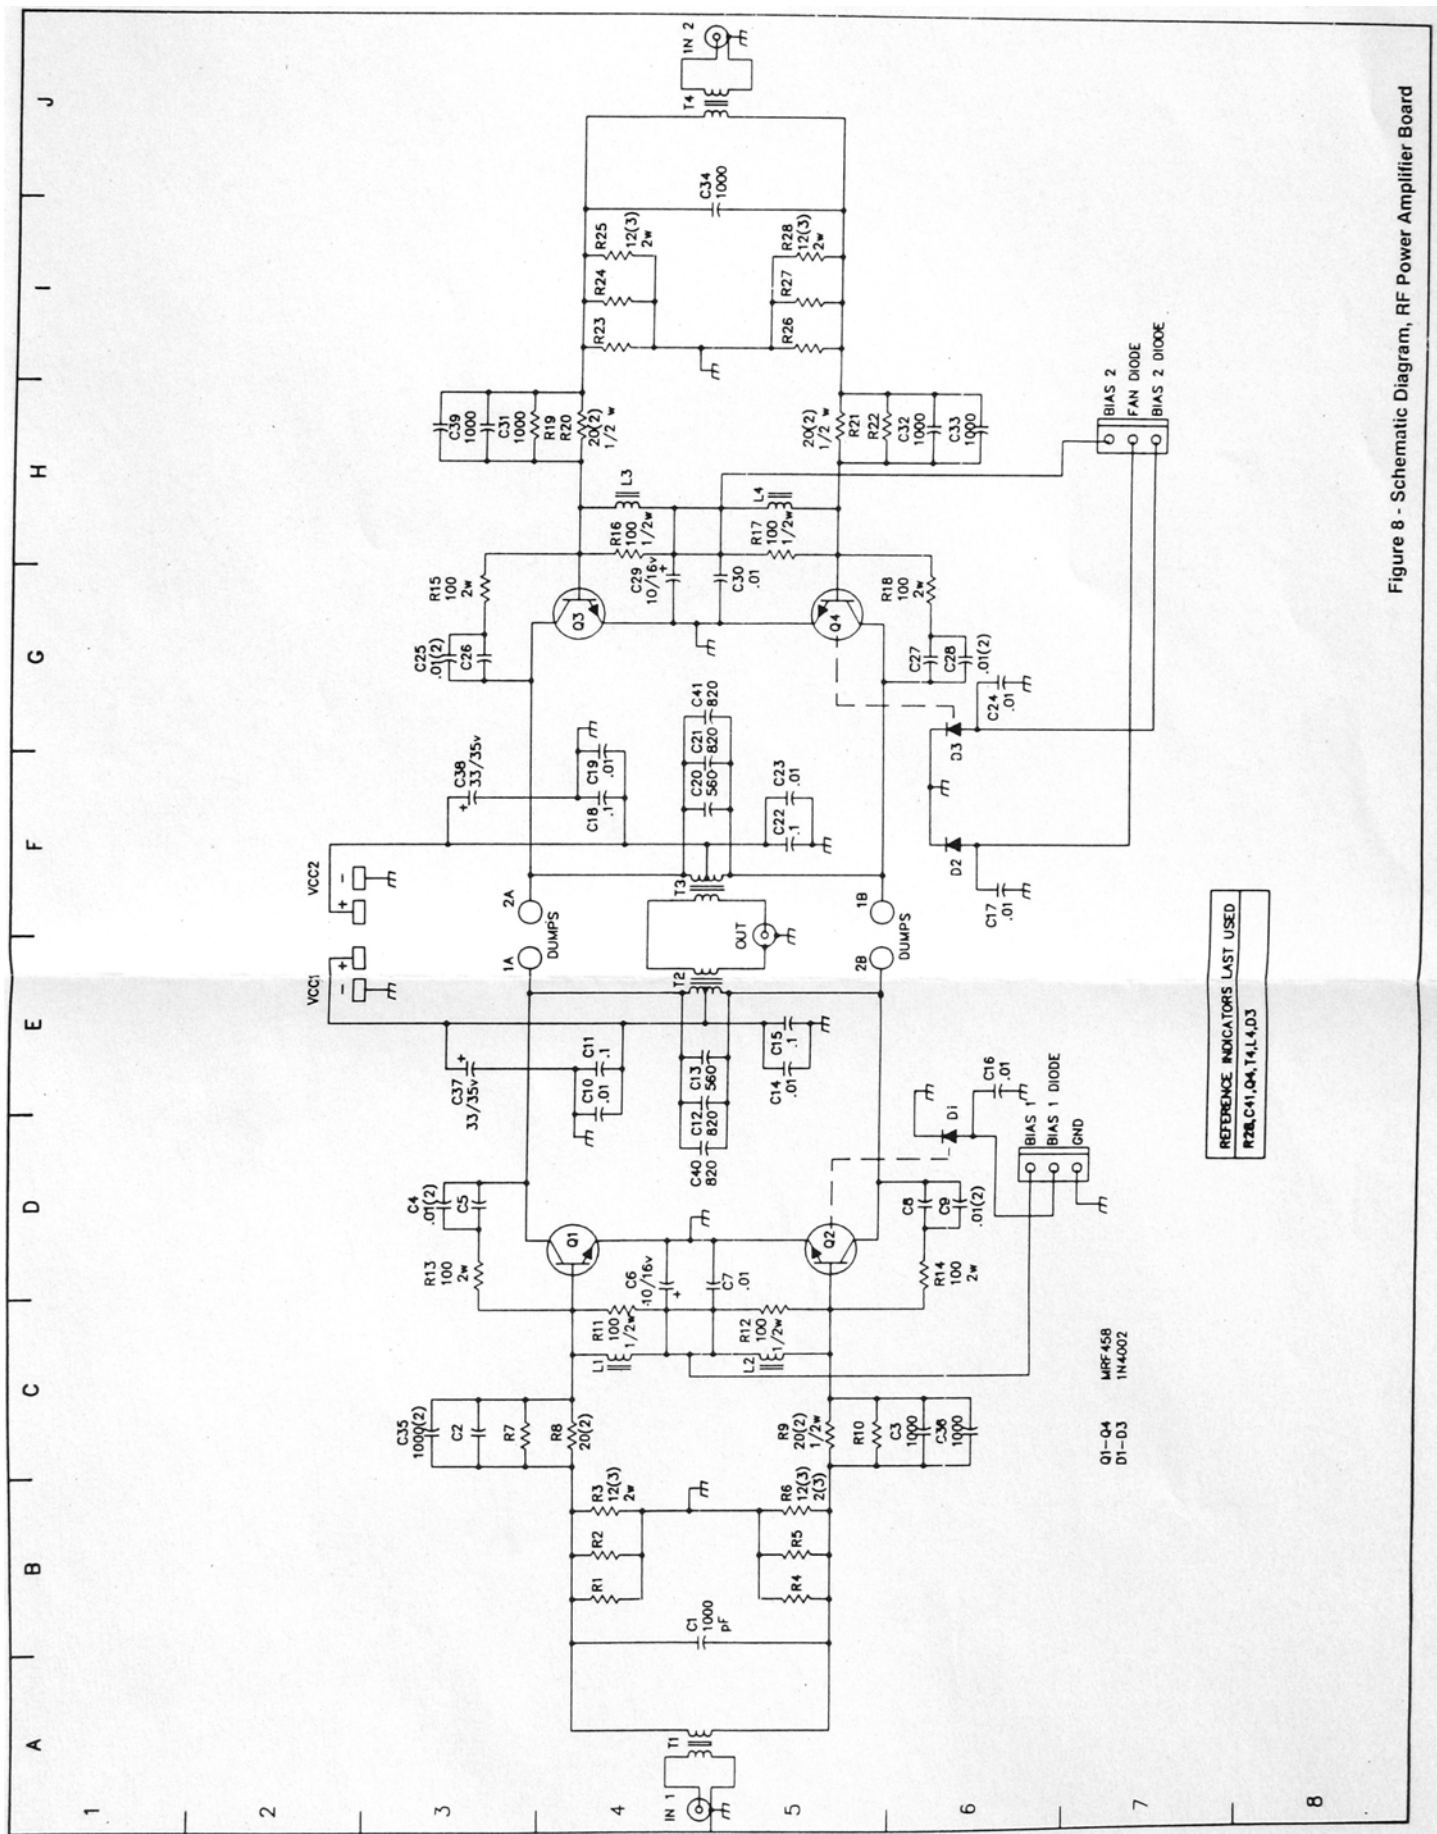 A
B
C
D
E
F
G
H
I
J
1
2
3
4
5
6
7
8
IN 1
T1
C1
1000
pF
R1
R2
R3
12(3)
2w
R4
R5
R6
12(3)
2(3)
C35
1000(2)
C2
R7
R8
20(2)
R9
20(2)
1/2w
R10
C3
1000
C36
1000
L1
R11
100
1/2w
L2
R12
100
1/2w
C6
10/16v
+
C7
.01
R13
100
2w
C4
.01(2)
C5
Q1
Q2
R14
100
2w
C8
C9
.01(2)
C37
33/35v
+
C10
.01
C11
.1
C40
820
C12
820
C13
560
C14
.01
C15
.1
D1
C16
.01
BIAS 1
BIAS 1 DIODE
GND
VCC1
- +
VCC2
+ -
1A
2A
DUMPS
T2
T3
OUT
2B
1B
DUMPS
C38
33/35v
+
C18
.1
C19
.01
C20
560
C21
820
C41
820
C22
.1
C23
.01
C17
.01
D2
D3
C24
.01
C25
.01(2)
C26
R15
100
2w
Q3
Q4
C27
C28
.01(2)
R18
100
2w
C29
10/16v
+
C30
.01
R16
100
1/2w
L3
R17
100
1/2w
L4
C39
1000
C31
1000
R19
R20
20(2)
1/2 w
20(2)
1/2 w
R21
R22
C32
1000
C33
1000
R23
R24
R25
12(3)
2w
R26
R27
R28
12(3)
2w
C34
1000
T4
IN 2
BIAS 2
FAN DIODE
BIAS 2 DIODE
Q1-Q4 MRF458
D1-D3 1N4002
REFERENCE INDICATORS LAST USED
R28,C41,Q4,T4,L4,D3
Figure 8 - Schematic Diagram, RF Power Amplifier Board